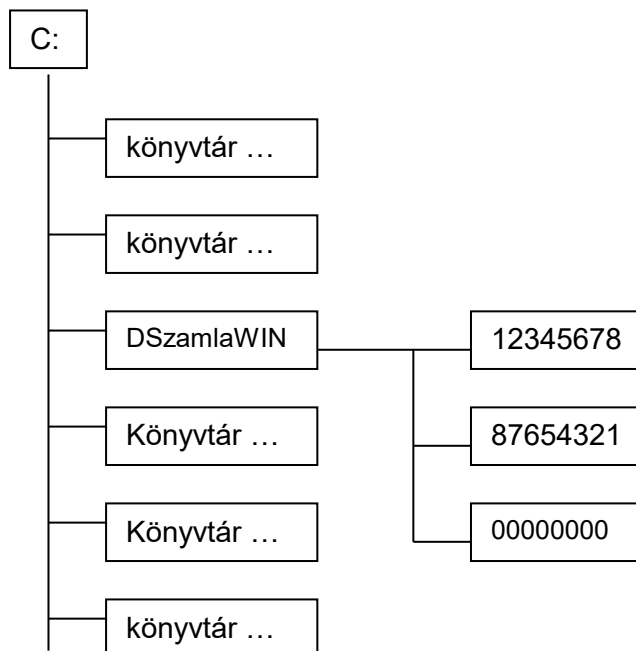 C:
könyvtár …
könyvtár …
DSzamlaWIN
12345678
Könyvtár …
87654321
Könyvtár …
00000000
könyvtár …